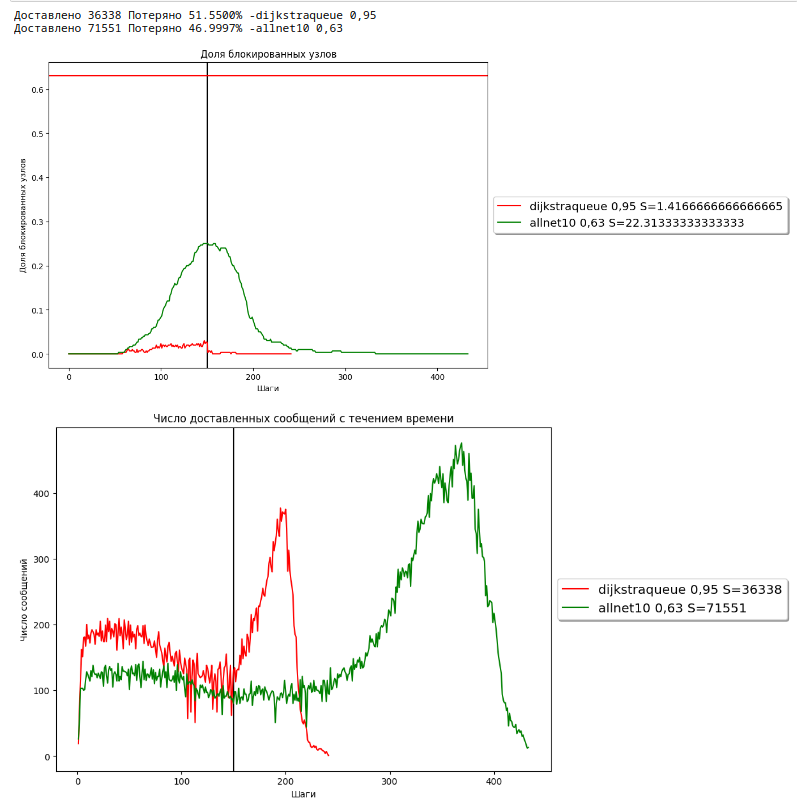 Доставлено 36338 Потеряно 51.5500% -dijkstraqueue 0,95
Доставлено 71551 Потеряно 46.9997% -allnet10 0,63
Доля блокированных узлов
Доля блокированных узлов
0.6
0.5
0.4
0.3
0.2
0.1
0.0
0
100
200
300
400
Шаги
dijkstraqueue 0,95 S=1.4166666666666665
allnet10 0,63 S=22.31333333333333
Число доставленных сообщений с течением времени
Число сообщений
400
300
200
100
0
0
100
200
300
400
Шаги
dijkstraqueue 0,95 S=36338
allnet10 0,63 S=71551